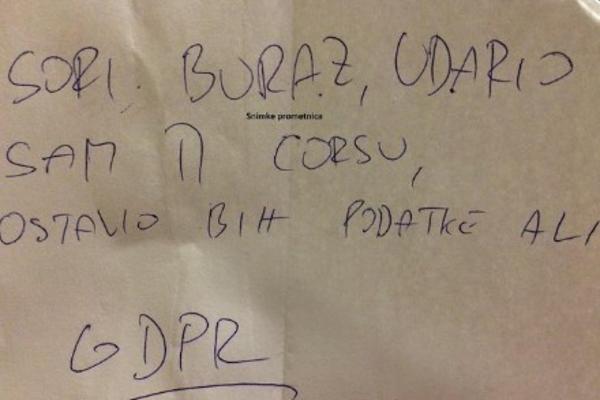 SORI, BURAZ, UDARIO
Snimke prometnica
SAM TI CORSU,
OSTAVIO BIH PODATKE ALI
GDPR